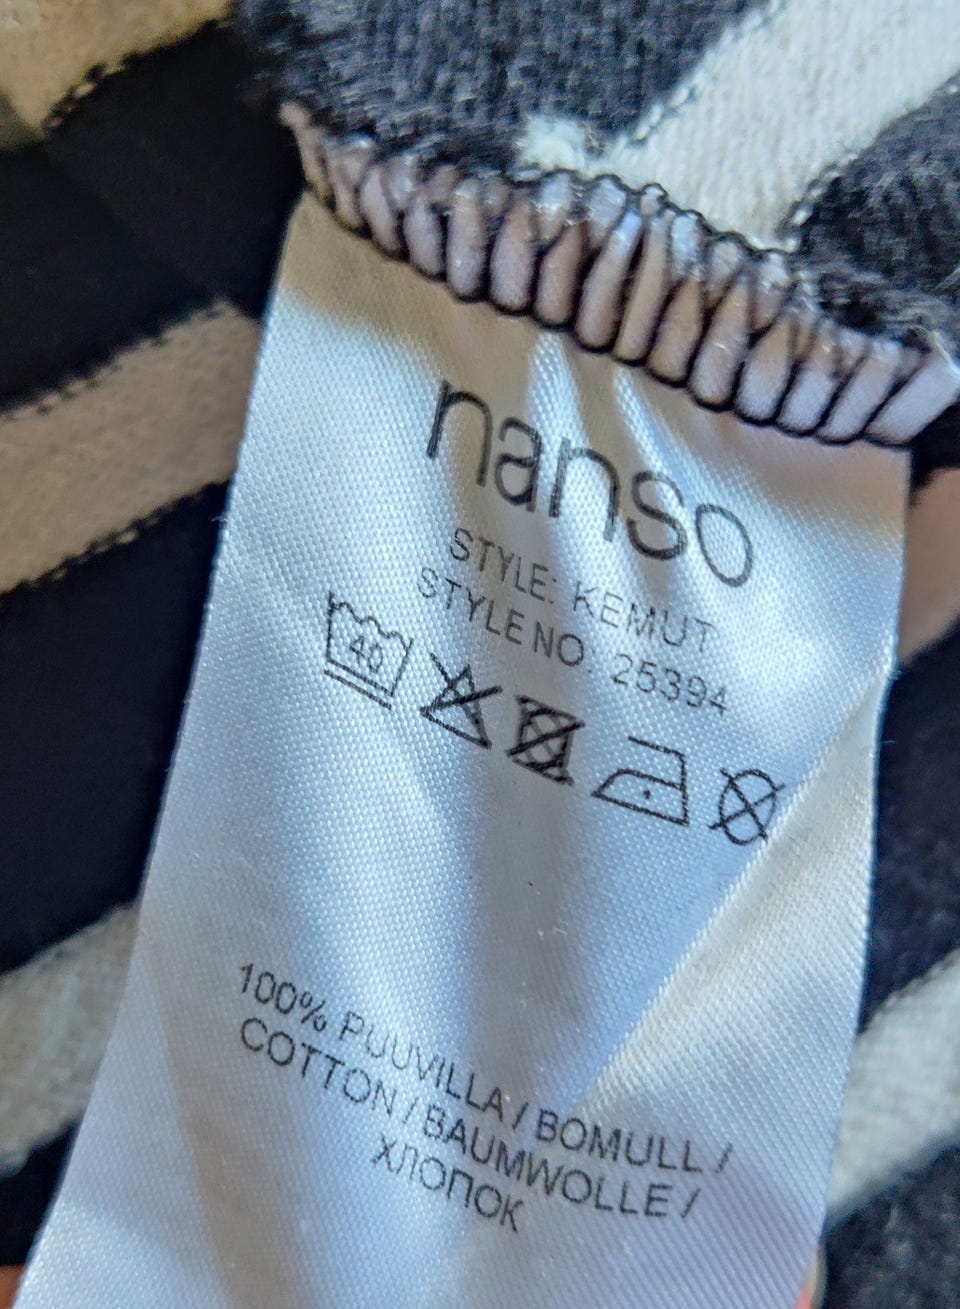 nanso
STYLE: KEMUT
STYLE NO. 25394
40
100% PUUVILLA / BOMULL /
COTTON / BAUMWOLLE /
ХЛОПОК